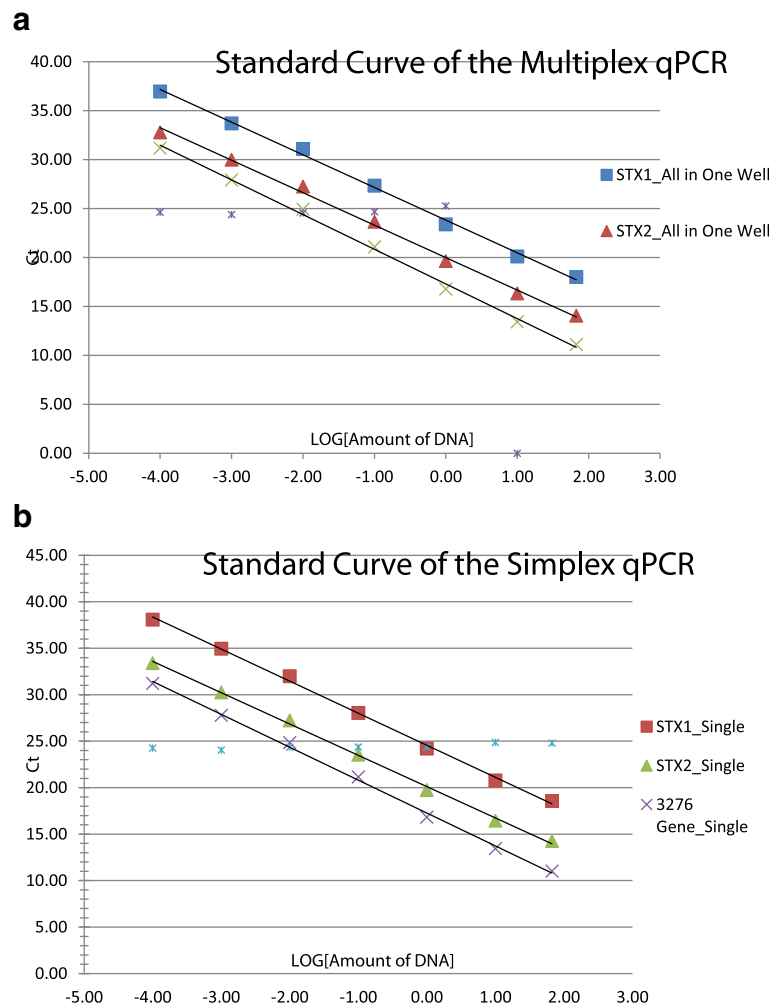 a
Standard Curve of the Multiplex qPCR
40.00
35.00
30.00
25.00
20.00
15.00
10.00
5.00
0.00
Ct
STX1_All in One Well
STX2_All in One Well
LOG[Amount of DNA]
-5.00 -4.00 -3.00 -2.00 -1.00 0.00 1.00 2.00 3.00
b
Standard Curve of the Simplex qPCR
45.00
40.00
35.00
30.00
25.00
20.00
15.00
10.00
5.00
0.00
Ct
STX1_Single
STX2_Single
3276
Gene_Single
LOG[Amount of DNA]
-5.00 -4.00 -3.00 -2.00 -1.00 0.00 1.00 2.00 3.00